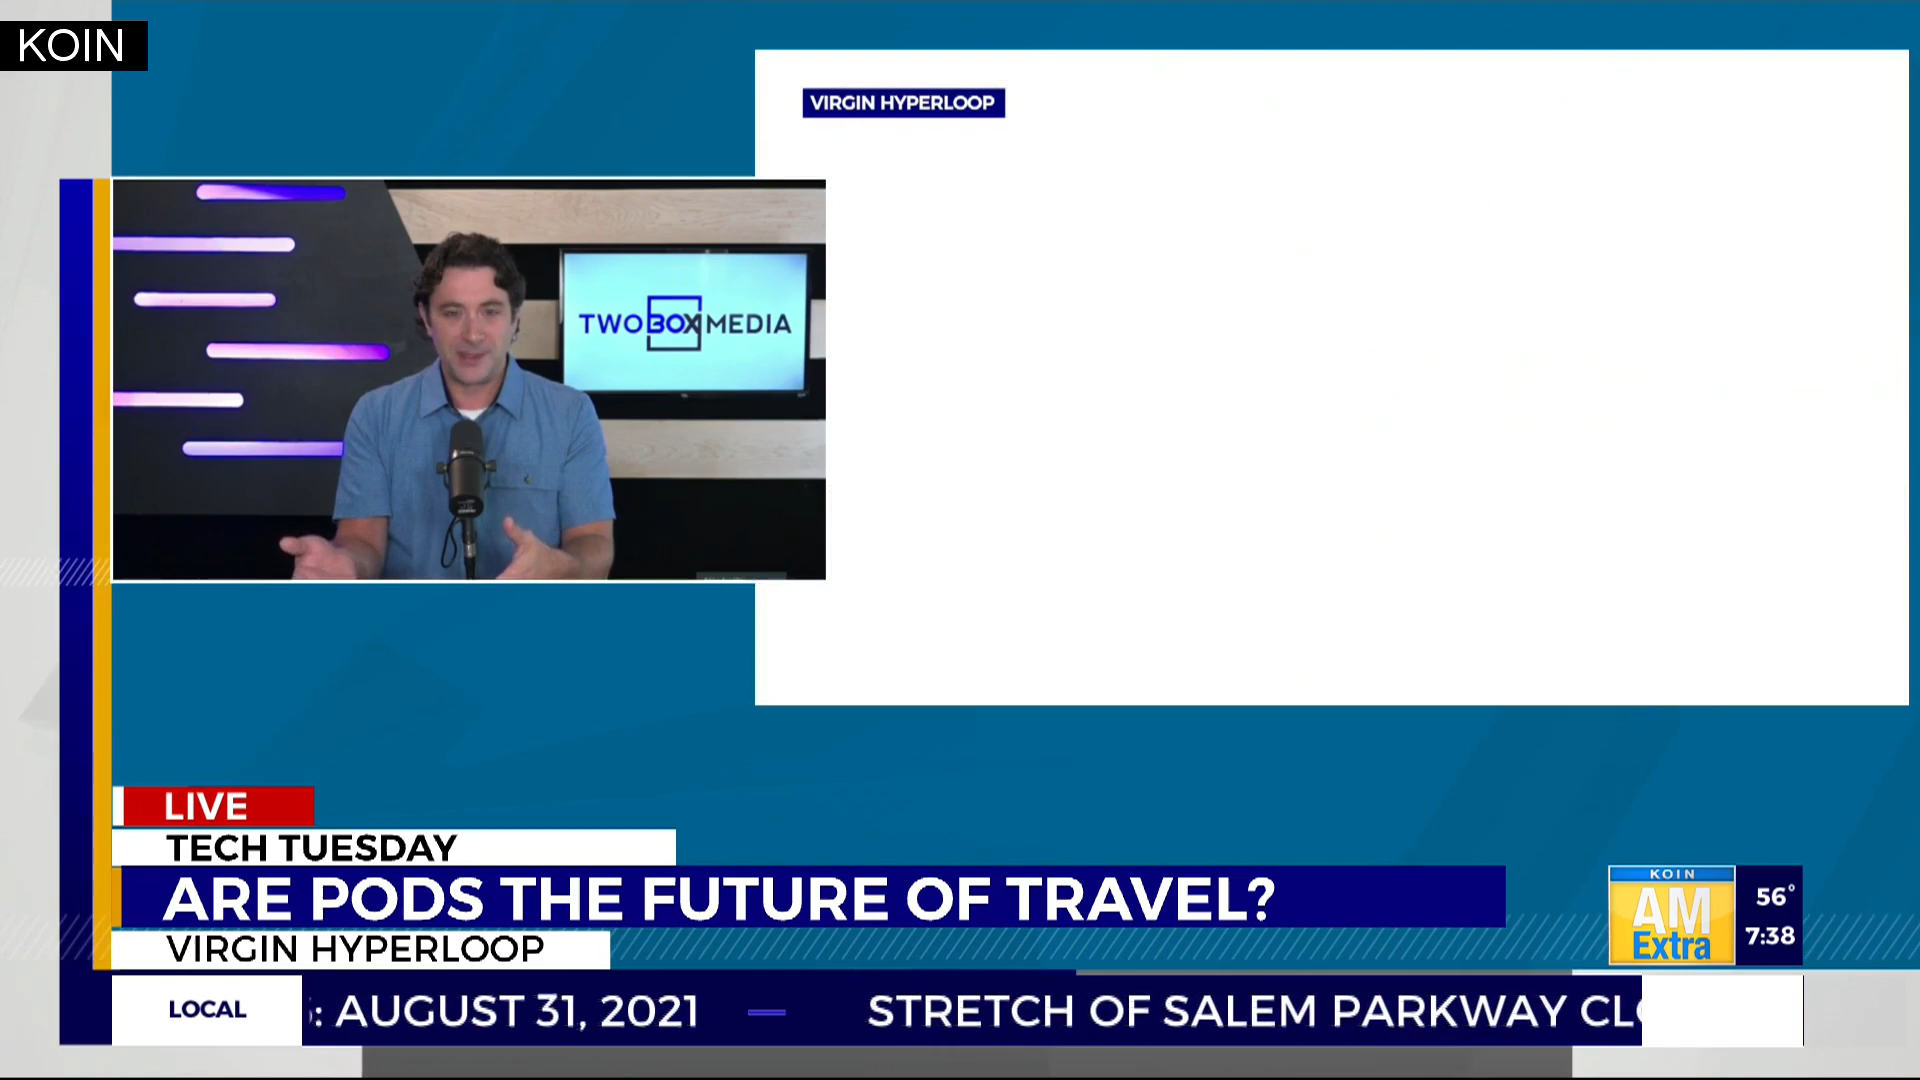 KOIN
VIRGIN HYPERLOOP
TWO BOX MEDIA
LIVE
TECH TUESDAY
ARE PODS THE FUTURE OF TRAVEL?
VIRGIN HYPERLOOP
KOIN
AM
Extra
56°
7:38
LOCAL
: AUGUST 31, 2021 — STRETCH OF SALEM PARKWAY CLO